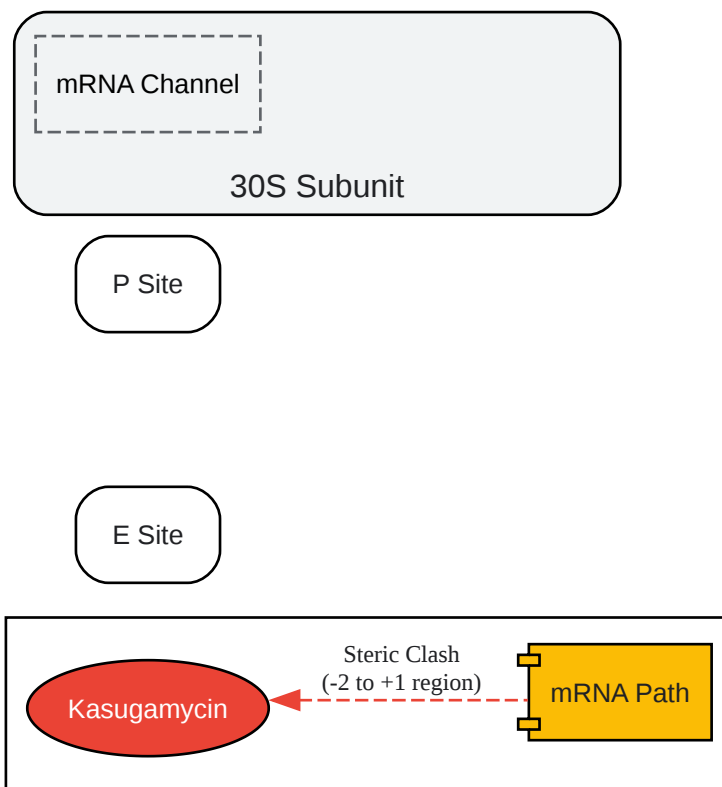 mRNA Channel
30S Subunit
P Site
E Site
Steric Clash
(-2 to +1 region)
Kasugamycin
mRNA Path